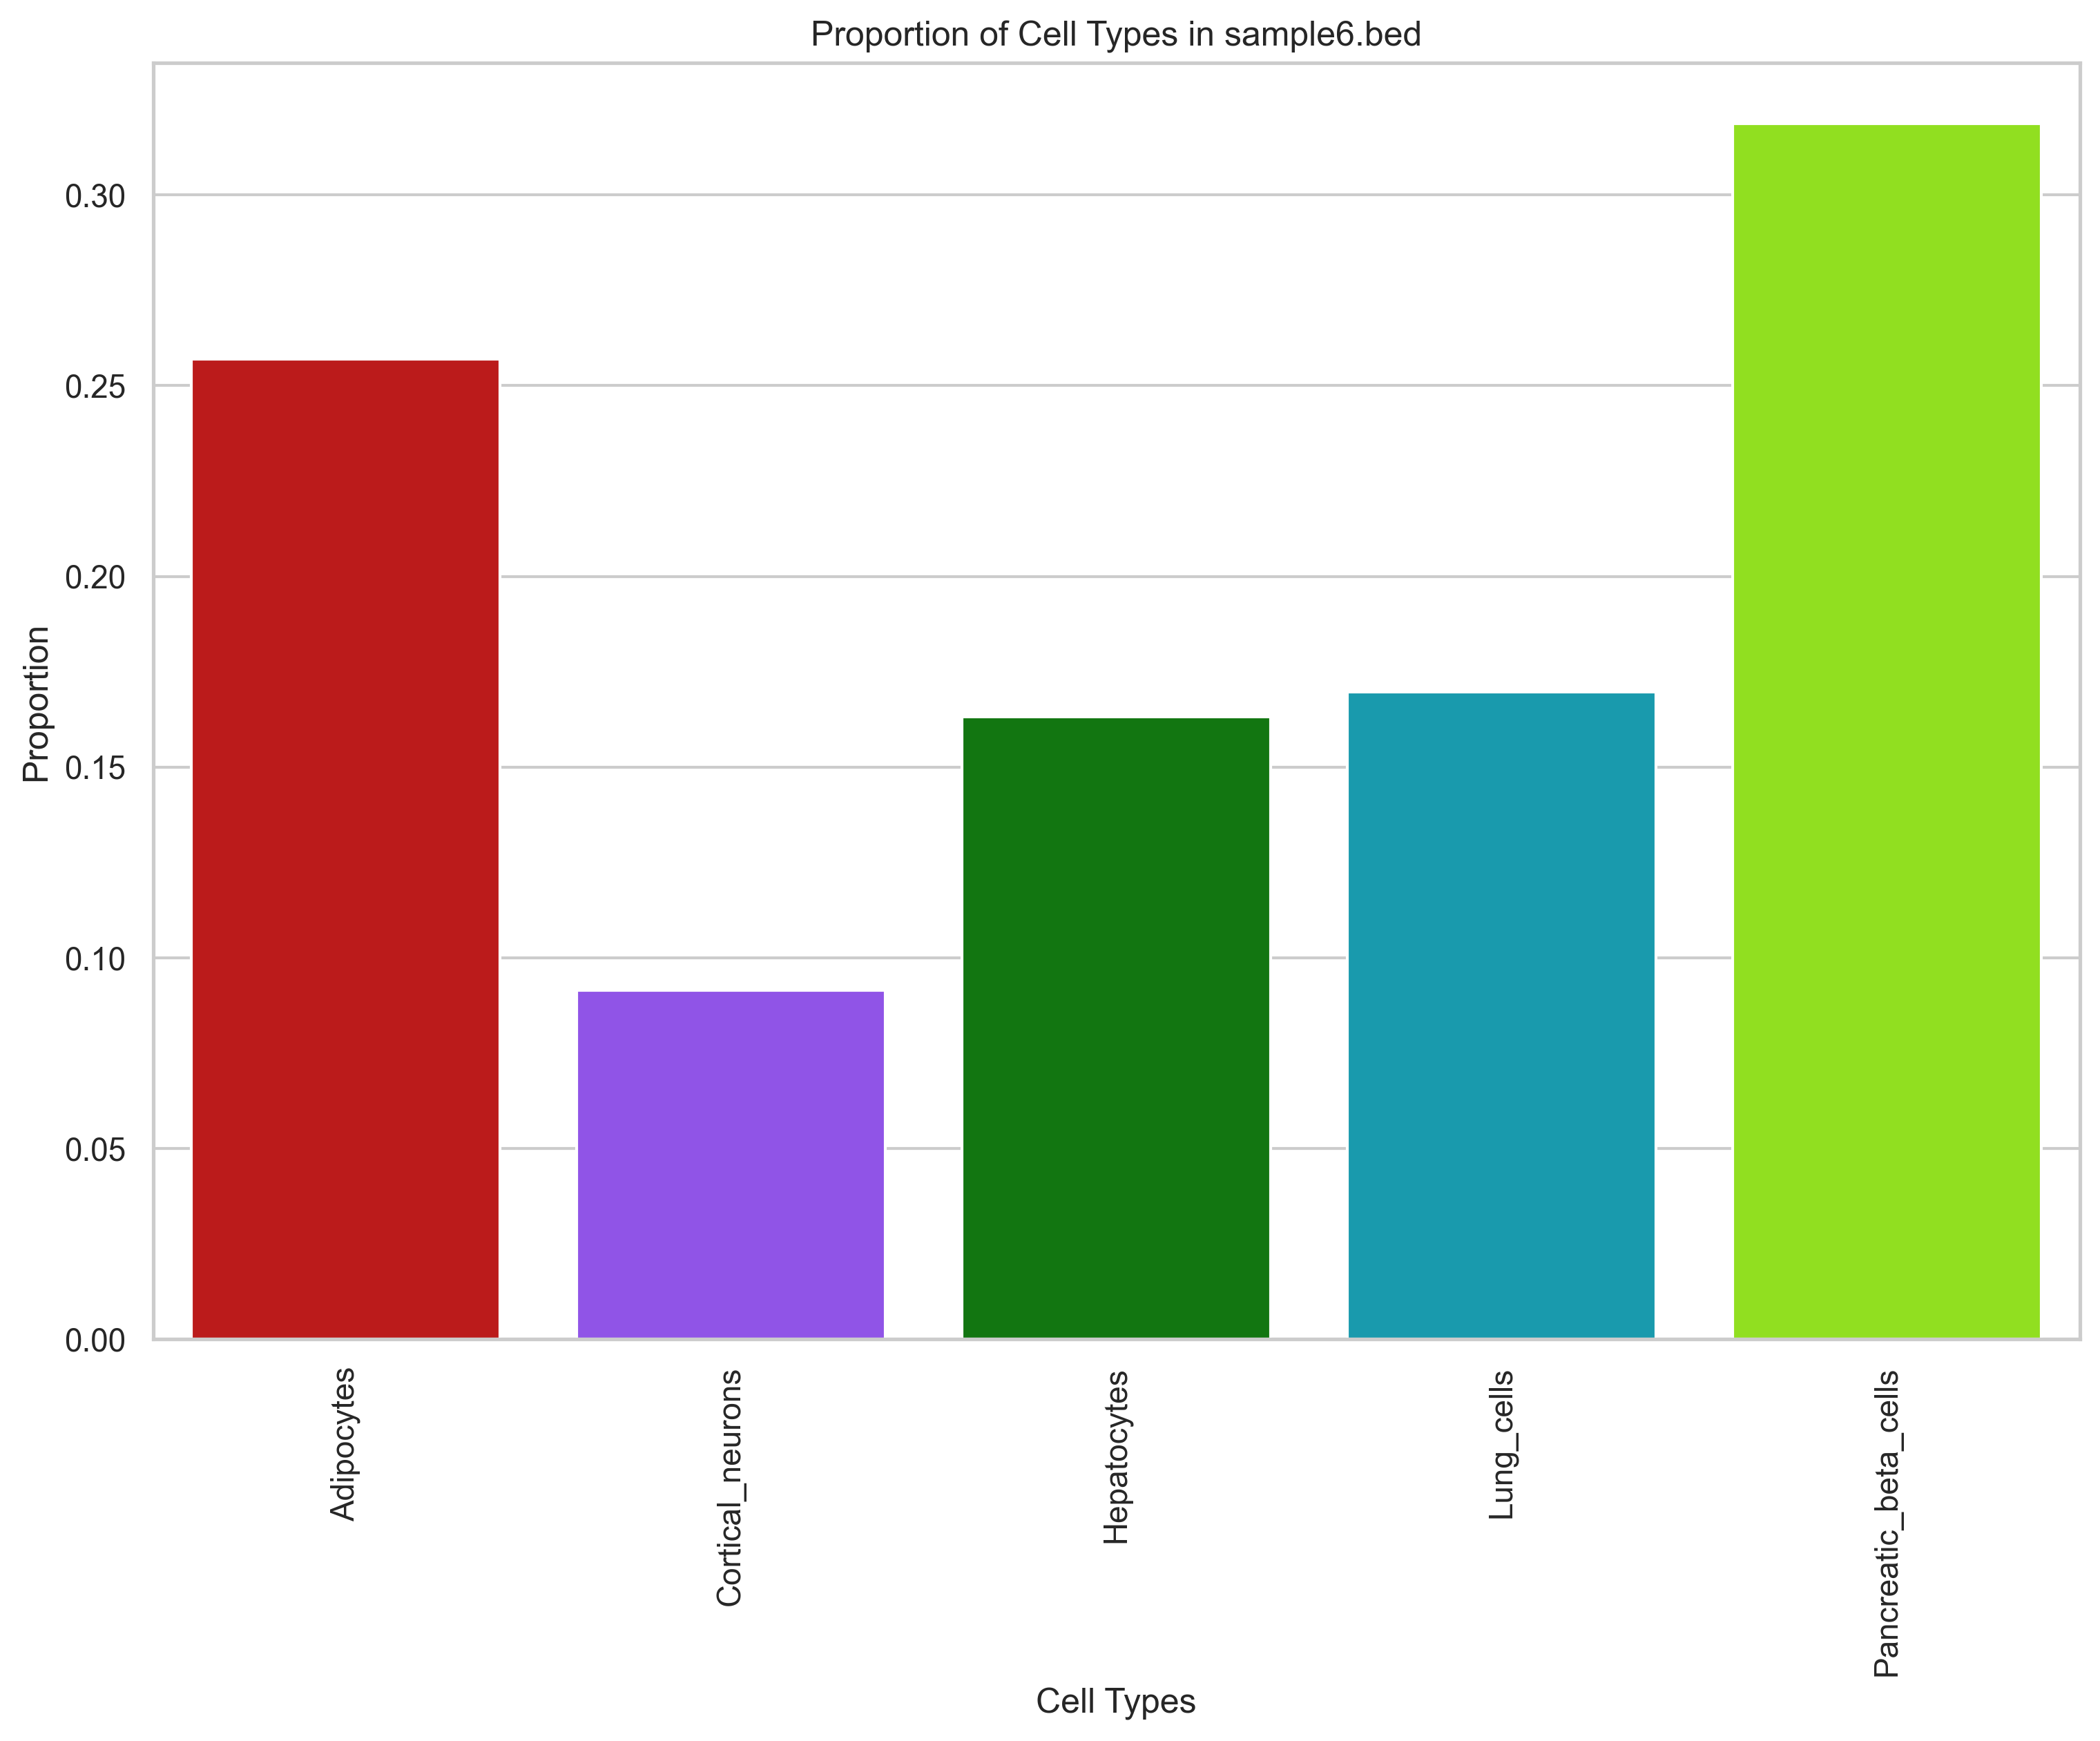 Proportion of Cell Types in sample6.bed
Proportion
0.30
0.25
0.20
0.15
0.10
0.05
0.00
Adipocytes
Cortical_neurons
Hepatocytes
Lung_cells
Pancreatic_beta_cells
Cell Types